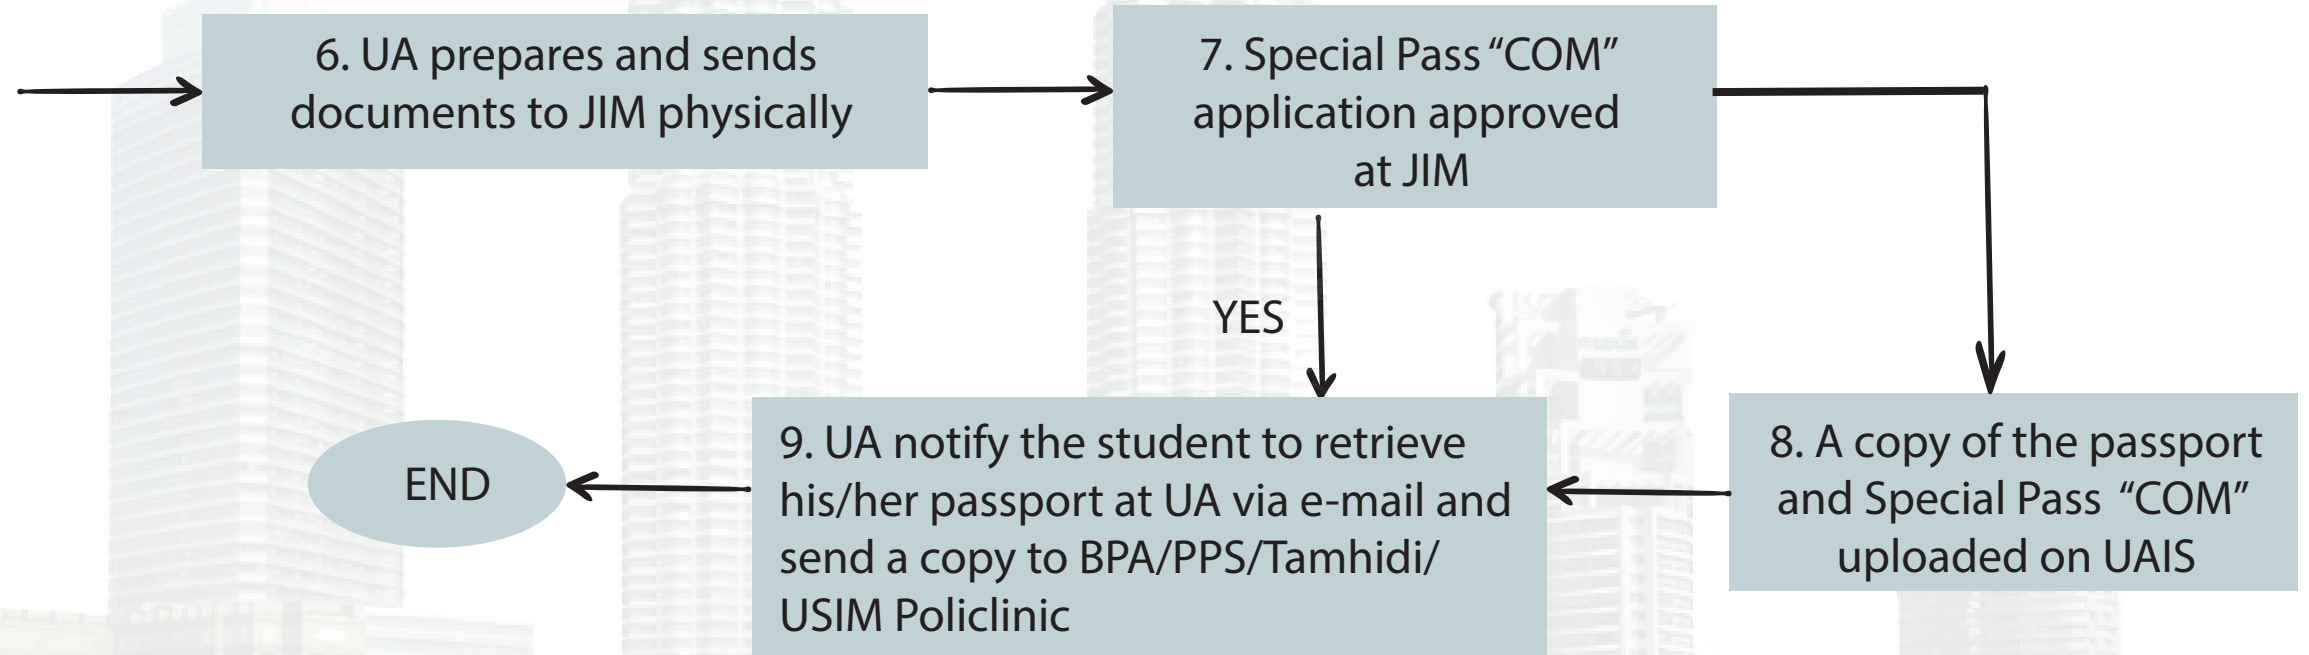 6. UA prepares and sends
documents to JIM physically
7. Special Pass “COM”
application approved
at JIM
YES
8. A copy of the passport
and Special Pass “COM”
uploaded on UAIS
9. UA notify the student to retrieve
his/her passport at UA via e-mail and
send a copy to BPA/PPS/Tamhidi/
USIM Policlinic
END